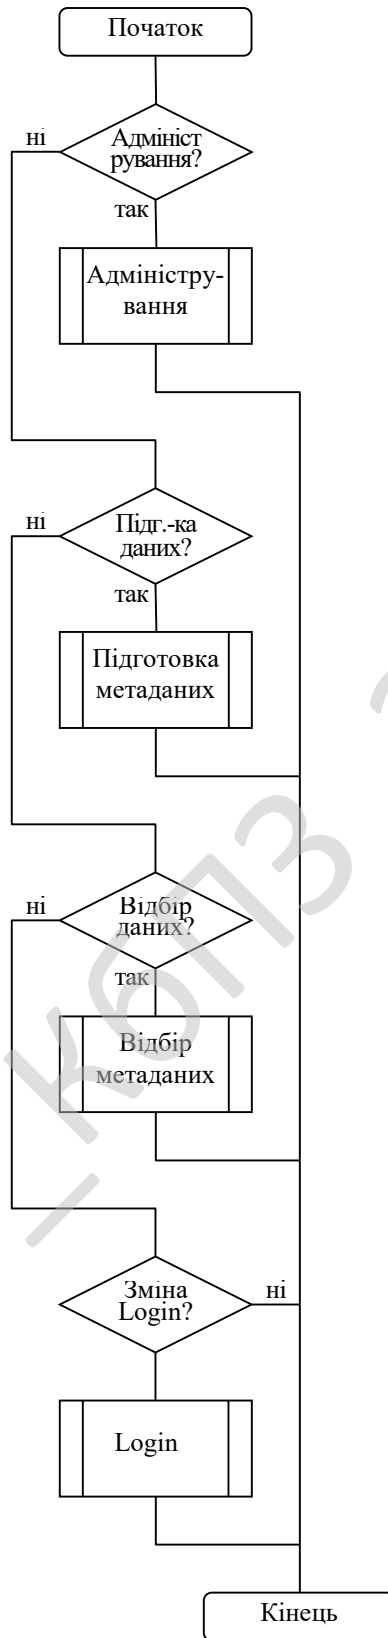 Початок
ні
Адмініст
рування?
так
Адміністру-
вання
ні
Підг.-ка
даних?
так
Підготовка
метаданих
ні
Відбір
даних?
так
Відбір
метаданих
Зміна
Login?
ні
Login
Кінець
_ КбПЗ